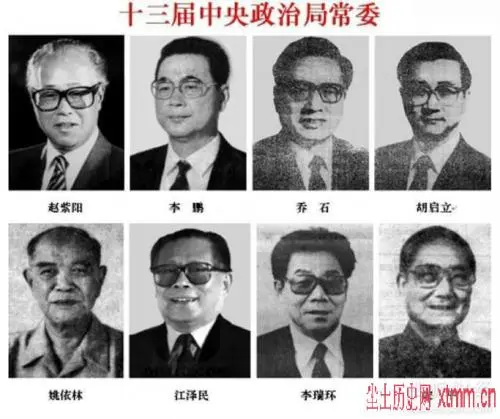 十三届中央政治局常委
赵紫阳 李 鹏 乔 石 胡启立
姚依林 江泽民 李瑞环
尘土历史网 xtmm.cn